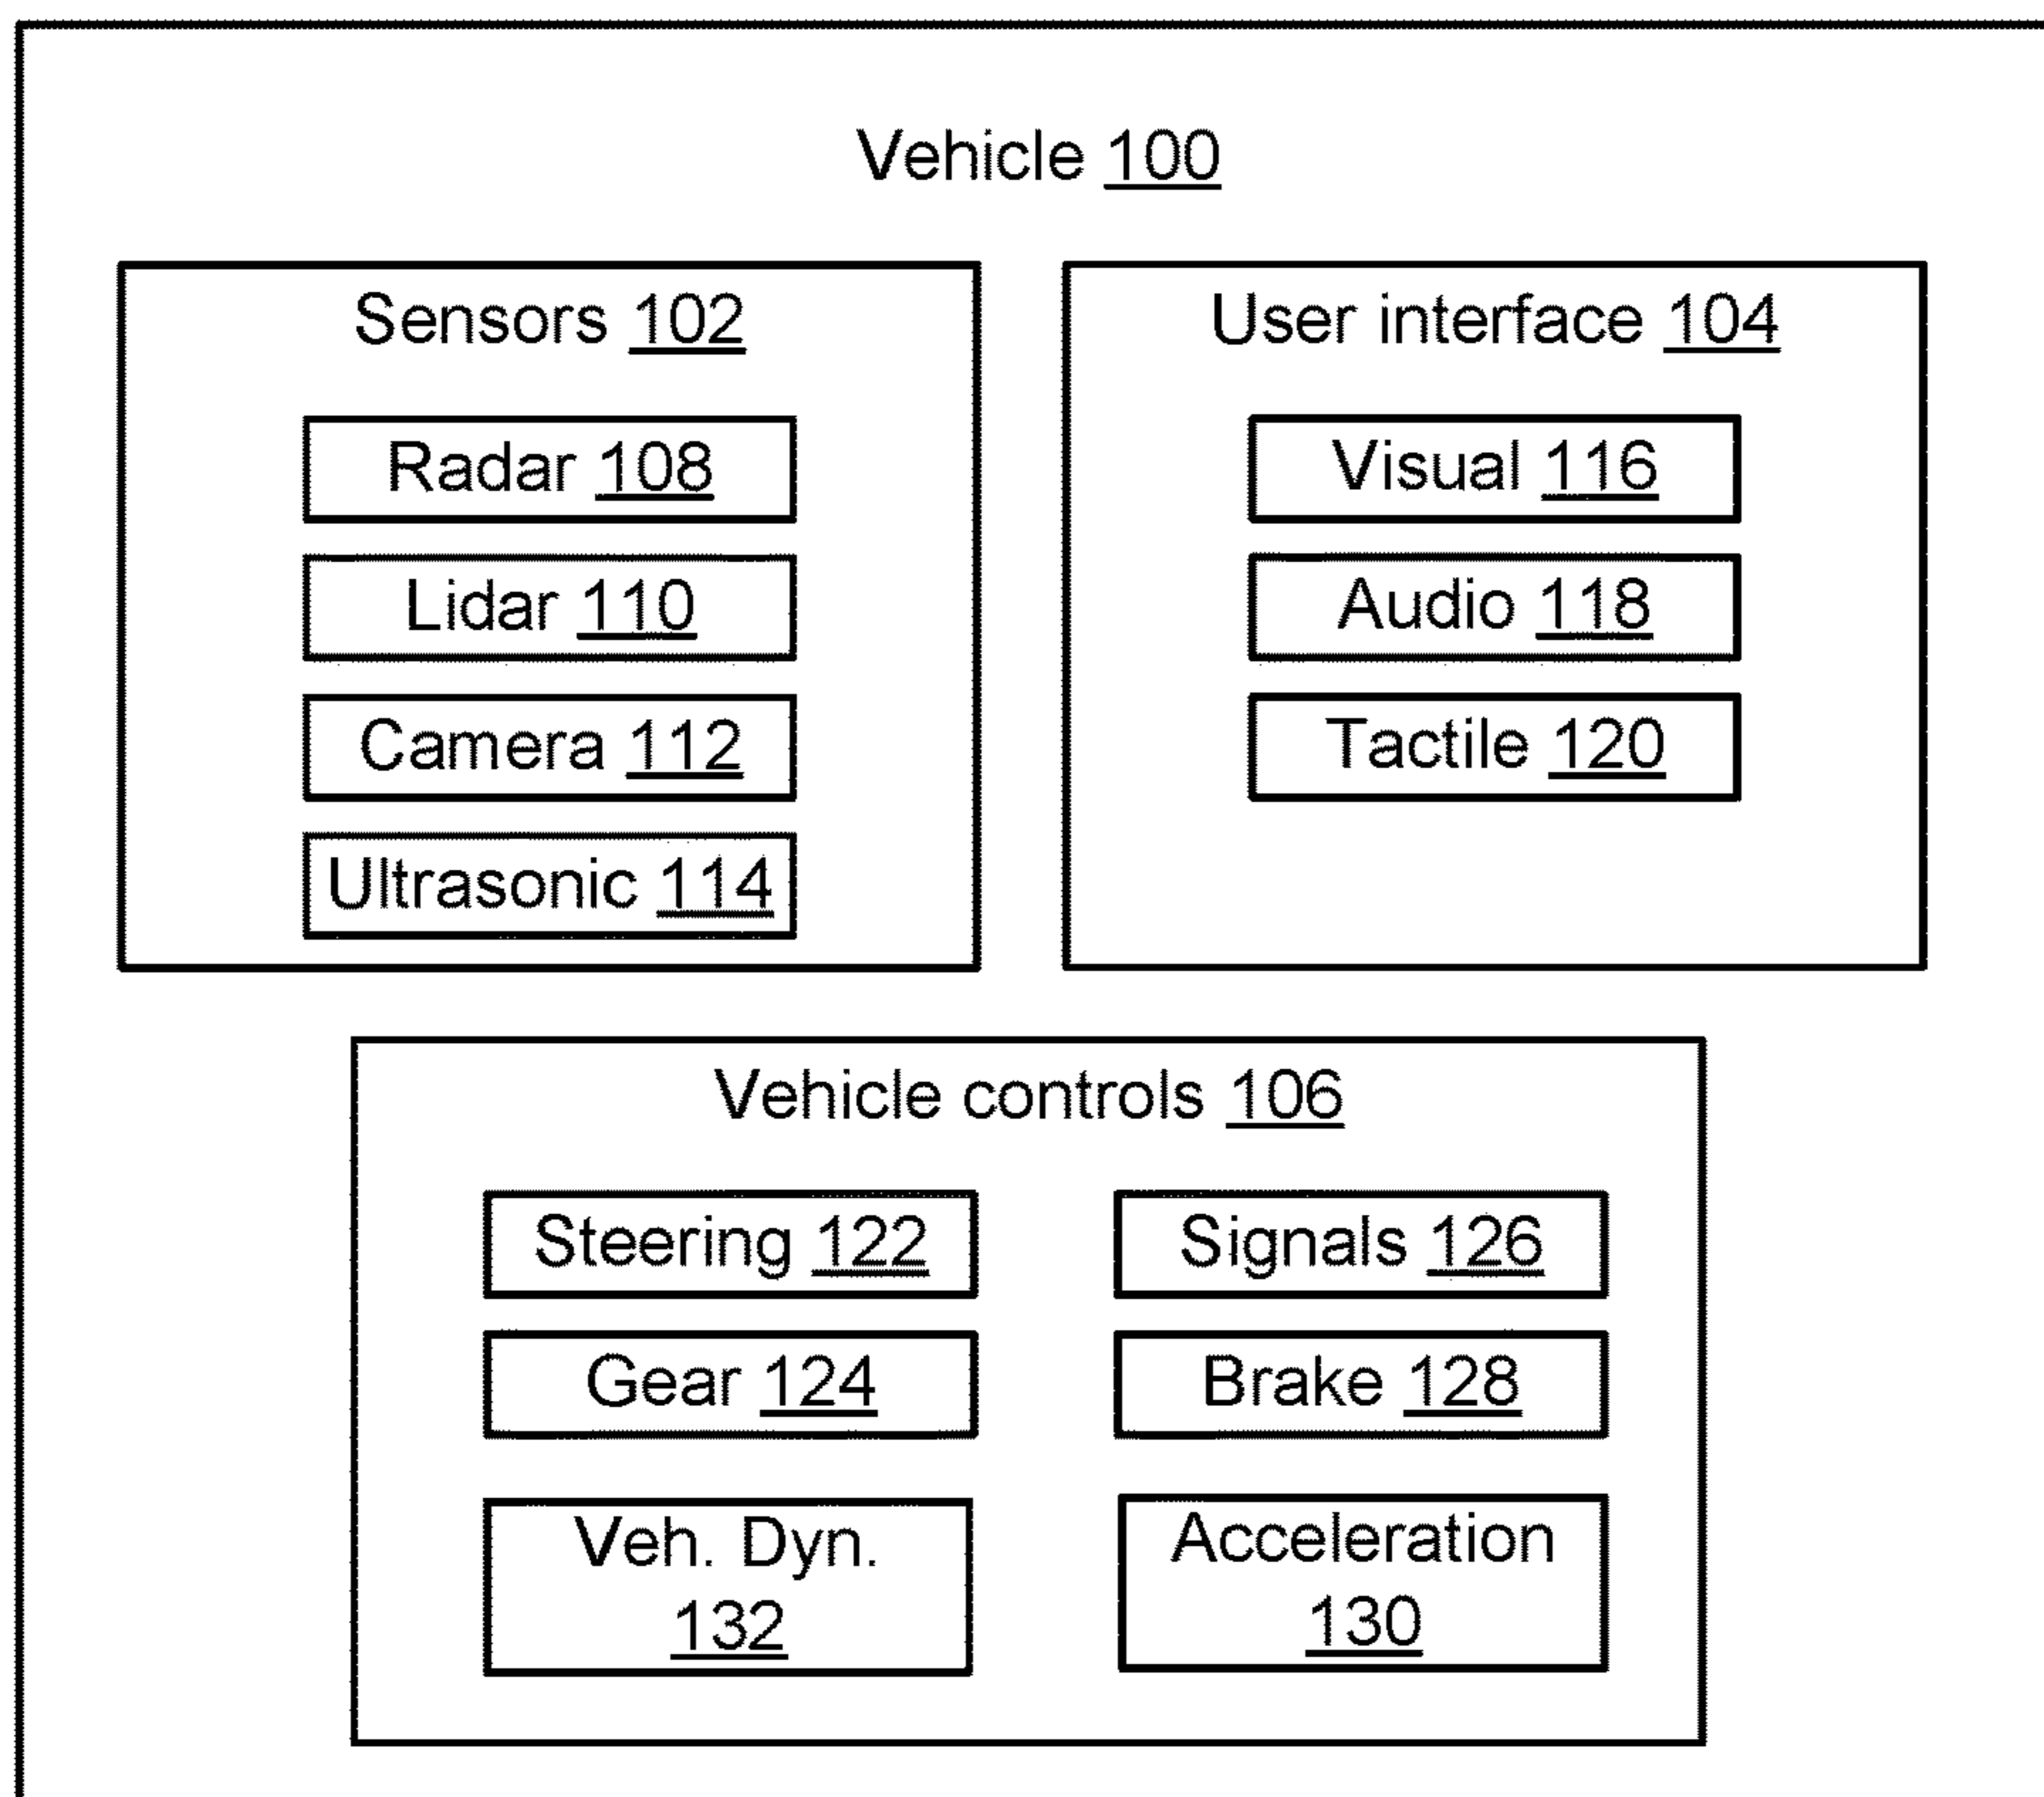 Vehicle 100
Sensors 102
Radar 108
Lidar 110
Camera 112
Ultrasonic 114
User interface 104
Visual 116
Audio 118
Tactile 120
Vehicle controls 106
Steering 122
Signals 126
Gear 124
Brake 128
Veh. Dyn.
132
Acceleration
130